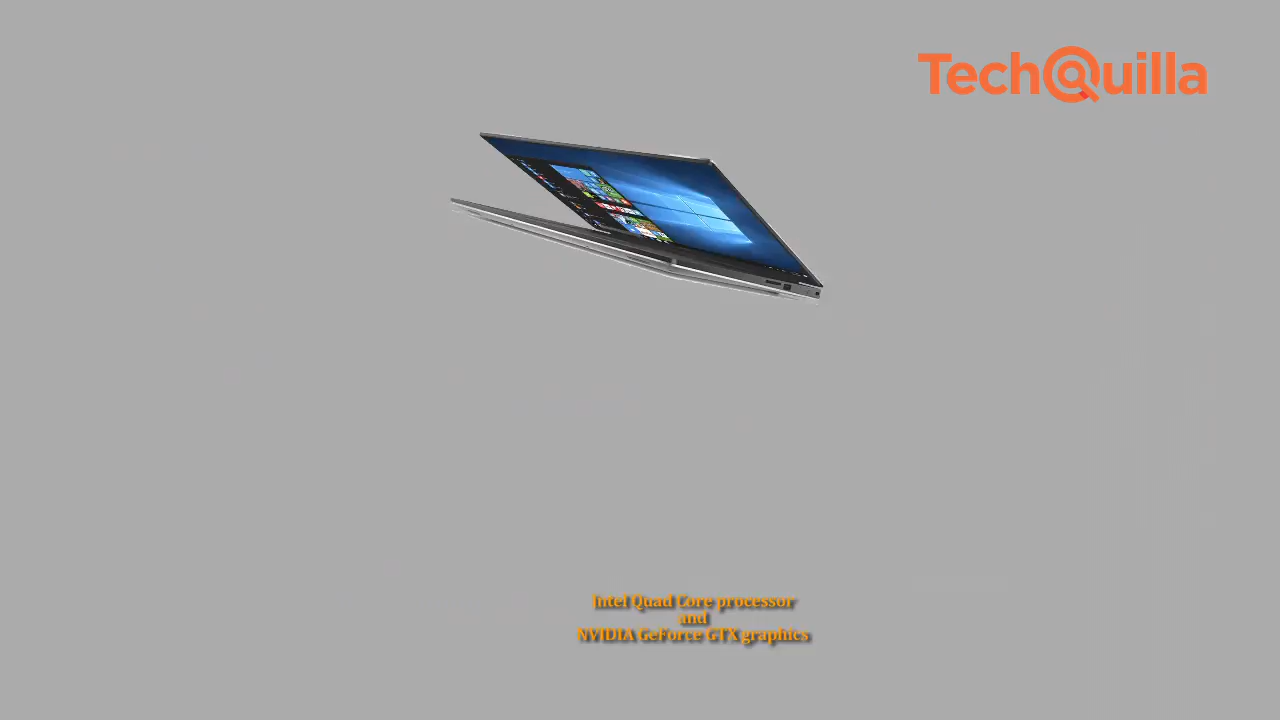 TechQuilla
Intel Quad Core processor
and
NVIDIA GeForce GTX graphics